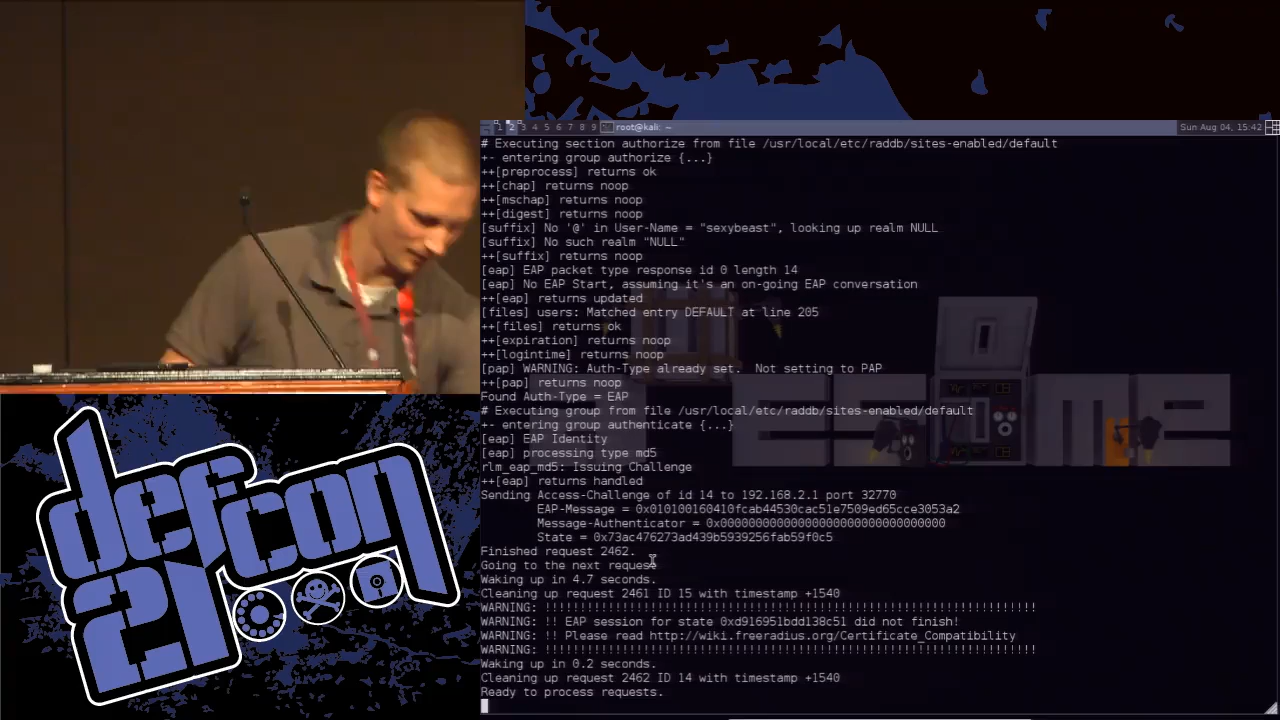 1 2 3 4 5 6 7 8 9 root@kali: ~ Sun Aug 04, 15:42
# Executing section authorize from file /usr/local/etc/raddb/sites-enabled/default
+- entering group authorize {...}
++[preprocess] returns ok
++[chap] returns noop
++[mschap] returns noop
++[digest] returns noop
[suffix] No '@' in User-Name = "sexybeast", looking up realm NULL
[suffix] No such realm "NULL"
++[suffix] returns noop
[eap] EAP packet type response id 0 length 14
[eap] No EAP Start, assuming it's an on-going EAP conversation
++[eap] returns updated
[files] users: Matched entry DEFAULT at line 205
++[files] returns ok
++[expiration] returns noop
++[logintime] returns noop
[pap] WARNING: Auth-Type already set.  Not setting to PAP
++[pap] returns noop
Found Auth-Type = EAP
# Executing group from file /usr/local/etc/raddb/sites-enabled/default
+- entering group authenticate {...}
[eap] EAP Identity
[eap] processing type md5
rlm_eap_md5: Issuing Challenge
++[eap] returns handled
Sending Access-Challenge of id 14 to 192.168.2.1 port 32770
EAP-Message = 0x010100160410fcab44530cac51e7509ed65cce3053a2
Message-Authenticator = 0x00000000000000000000000000000000
State = 0x73ac476273ad439b5939256fab59f0c5
Finished request 2462.
Going to the next request
Waking up in 4.7 seconds.
Cleaning up request 2461 ID 15 with timestamp +1540
WARNING: !!!!!!!!!!!!!!!!!!!!!!!!!!!!!!!!!!!!!!!!!!!!!!!!!!!!!!!!!!!!!!!!!!!!!!
WARNING: !! EAP session for state 0xd916951bdd138c51 did not finish!
WARNING: !! Please read http://wiki.freeradius.org/Certificate_Compatibility
WARNING: !!!!!!!!!!!!!!!!!!!!!!!!!!!!!!!!!!!!!!!!!!!!!!!!!!!!!!!!!!!!!!!!!!!!!!
Waking up in 0.2 seconds.
Cleaning up request 2462 ID 14 with timestamp +1540
Ready to process requests.
defcon
21